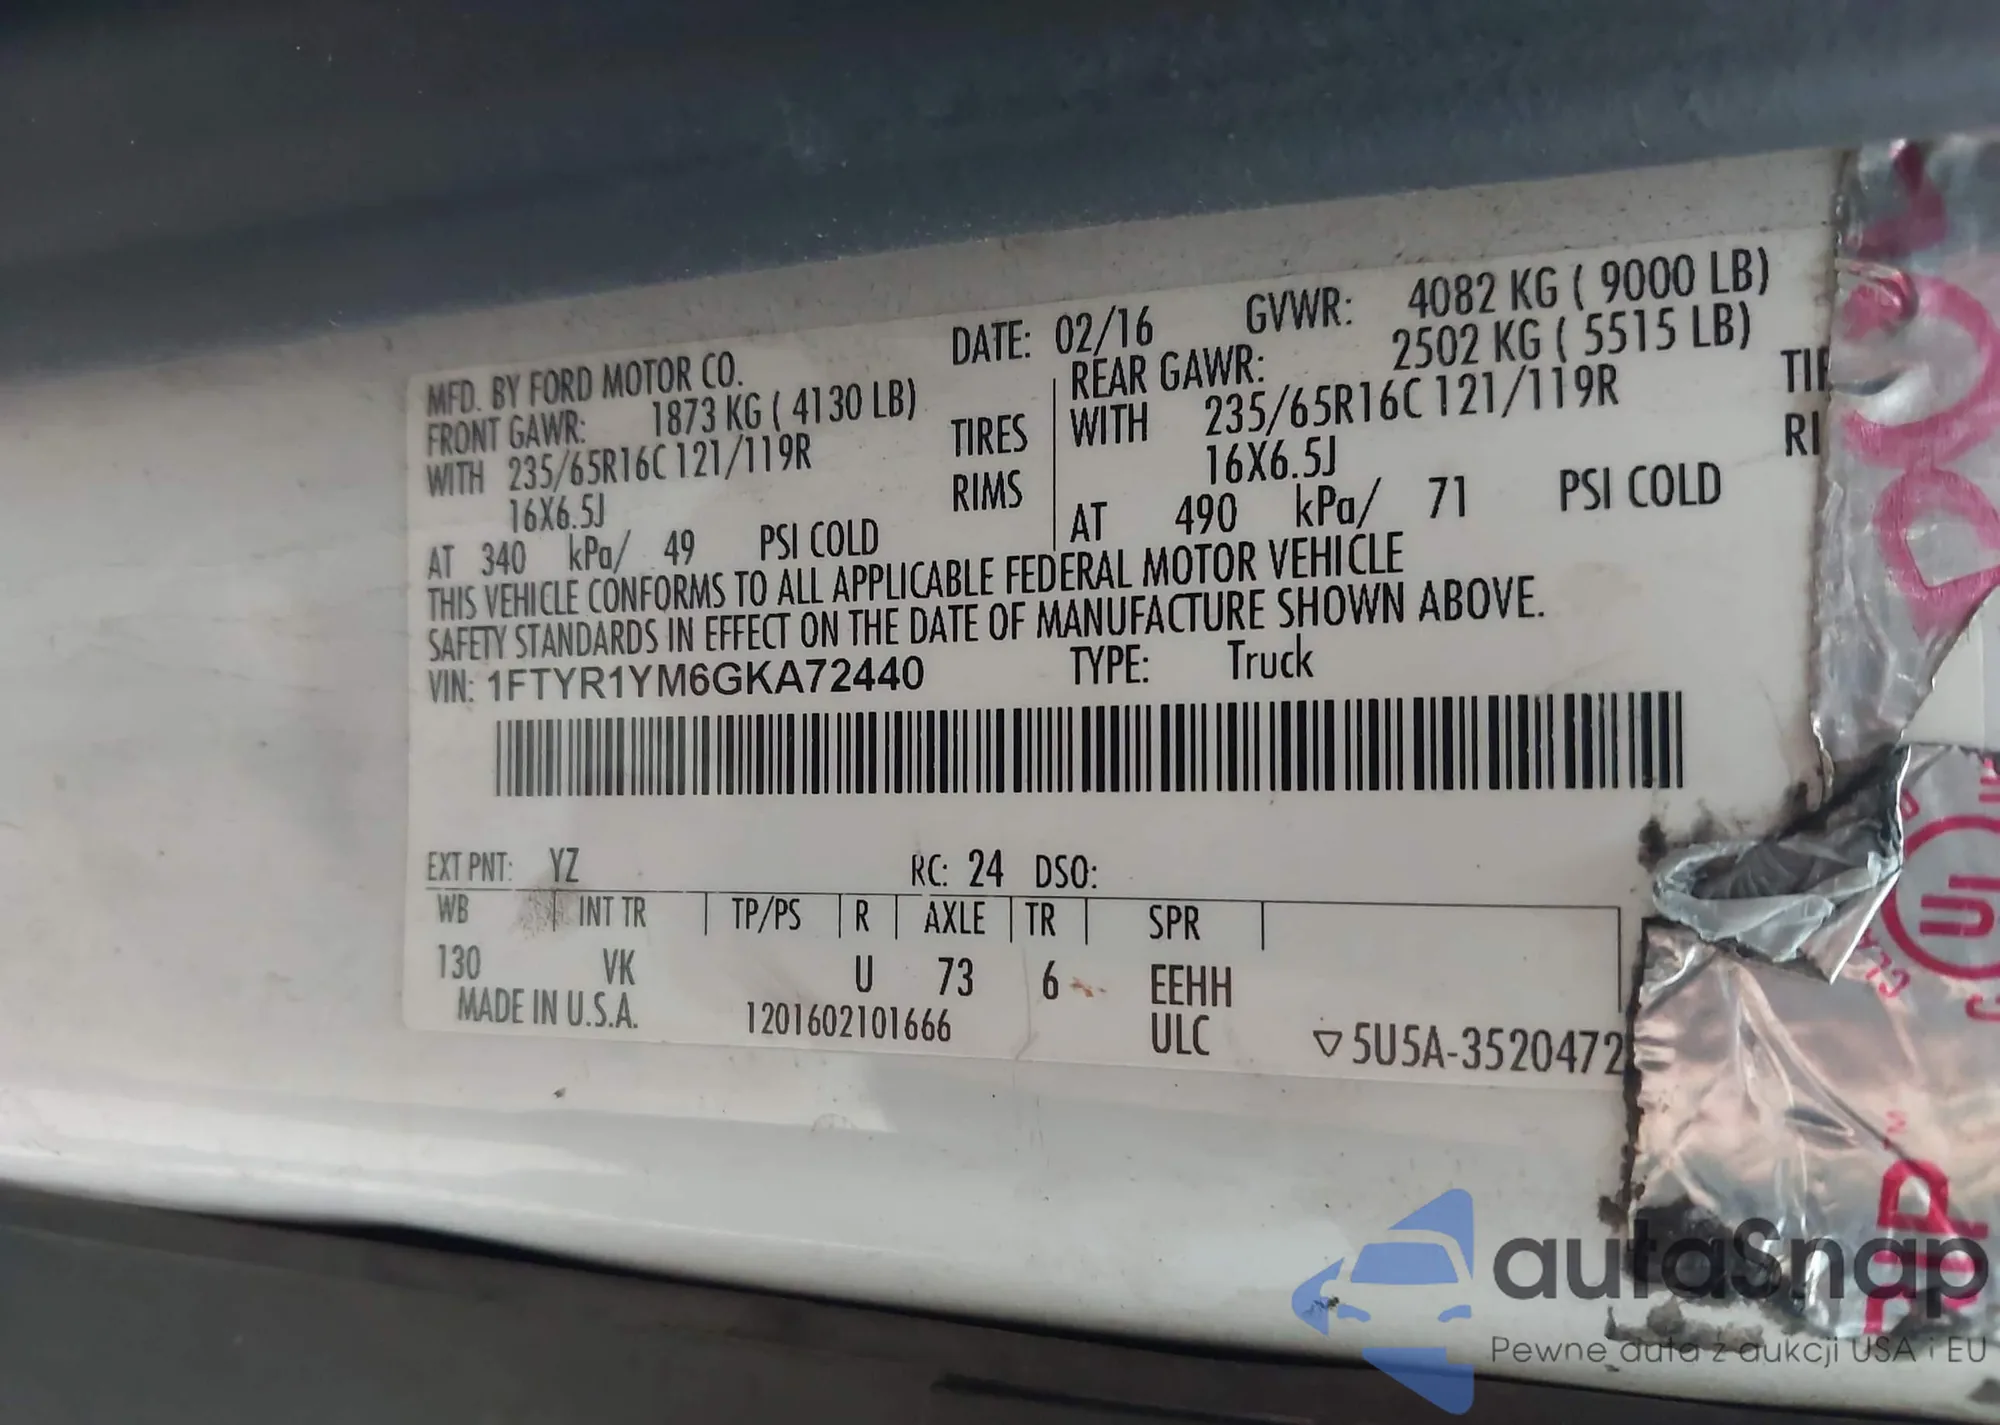 MFD. BY FORD MOTOR CO. DATE: 02/16 GVWR: 4082 KG ( 9000 LB)
FRONT GAWR: 1873 KG ( 4130 LB) REAR GAWR: 2502 KG ( 5515 LB)
WITH 235/65R16C 121/119R TIRES WITH 235/65R16C 121/119R TIR
16X6.5J RIMS 16X6.5J RI
AT 340 kPa/ 49 PSI COLD AT 490 kPa/ 71 PSI COLD
THIS VEHICLE CONFORMS TO ALL APPLICABLE FEDERAL MOTOR VEHICLE
SAFETY STANDARDS IN EFFECT ON THE DATE OF MANUFACTURE SHOWN ABOVE.
VIN: 1FTYR1YM6GKA72440 TYPE: Truck
EXT PNT: YZ RC: 24 DSO:
WB INT TR TP/PS R AXLE TR SPR
130 VK U 73 6 EEHH
MADE IN U.S.A. 1201602101666 ULC ▽5U5A-3520472
autaSnap
Pewne auta z aukcji USA i EU